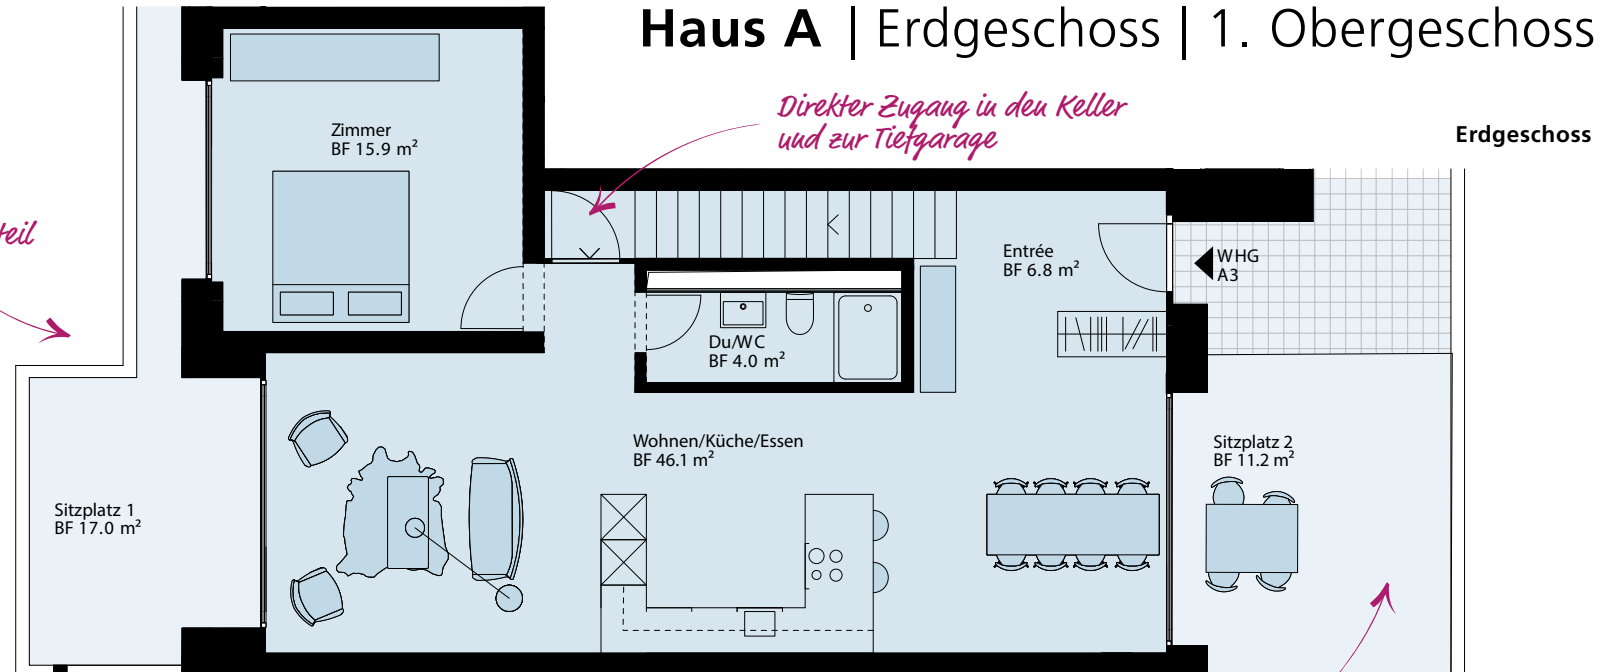 Haus A | Erdgeschoss | 1. Obergeschoss
Direkter Zugang in den Keller
und zur Tiefgarage
Erdgeschoss
Zimmer
BF 15.9 m²
teil
Entrée
BF 6.8 m²
WHG
A3
Du/WC
BF 4.0 m²
Wohnen/Küche/Essen
BF 46.1 m²
Sitzplatz 2
BF 11.2 m²
Sitzplatz 1
BF 17.0 m²